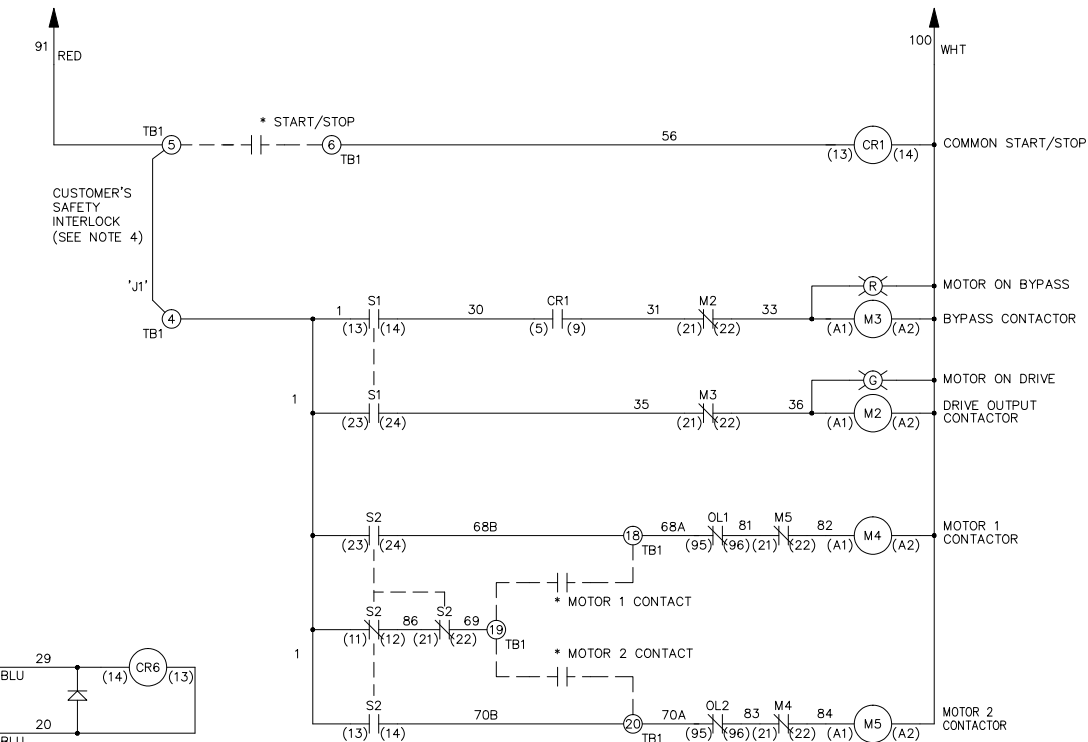 91
RED
100
WHT
TB1
5
* START/STOP
6
TB1
56
(13)
CR1
(14)
COMMON START/STOP
CUSTOMER'S
SAFETY
INTERLOCK
(SEE NOTE 4)
'J1'
4
TB1
1
S1
(13)
(14)
30
CR1
(5)
(9)
31
M2
(21)
(22)
33
R
MOTOR ON BYPASS
(A1)
M3
(A2)
BYPASS CONTACTOR
1
S1
(23)
(24)
35
M3
(21)
(22)
36
G
MOTOR ON DRIVE
(A1)
M2
(A2)
DRIVE OUTPUT
CONTACTOR
S2
(23)
(24)
68B
18
TB1
68A
OL1
(95)
(96)
81
M5
(21)
(22)
82
(A1)
M4
(A2)
MOTOR 1
CONTACTOR
* MOTOR 1 CONTACT
S2
(11)
(12)
86
S2
(21)
(22)
69
19
TB1
* MOTOR 2 CONTACT
1
S2
(13)
(14)
70B
20
TB1
70A
OL2
(95)
(96)
83
M4
(21)
(22)
84
(A1)
M5
(A2)
MOTOR 2
CONTACTOR
29
BLU
(14)
CR6
(13)
20
BLU